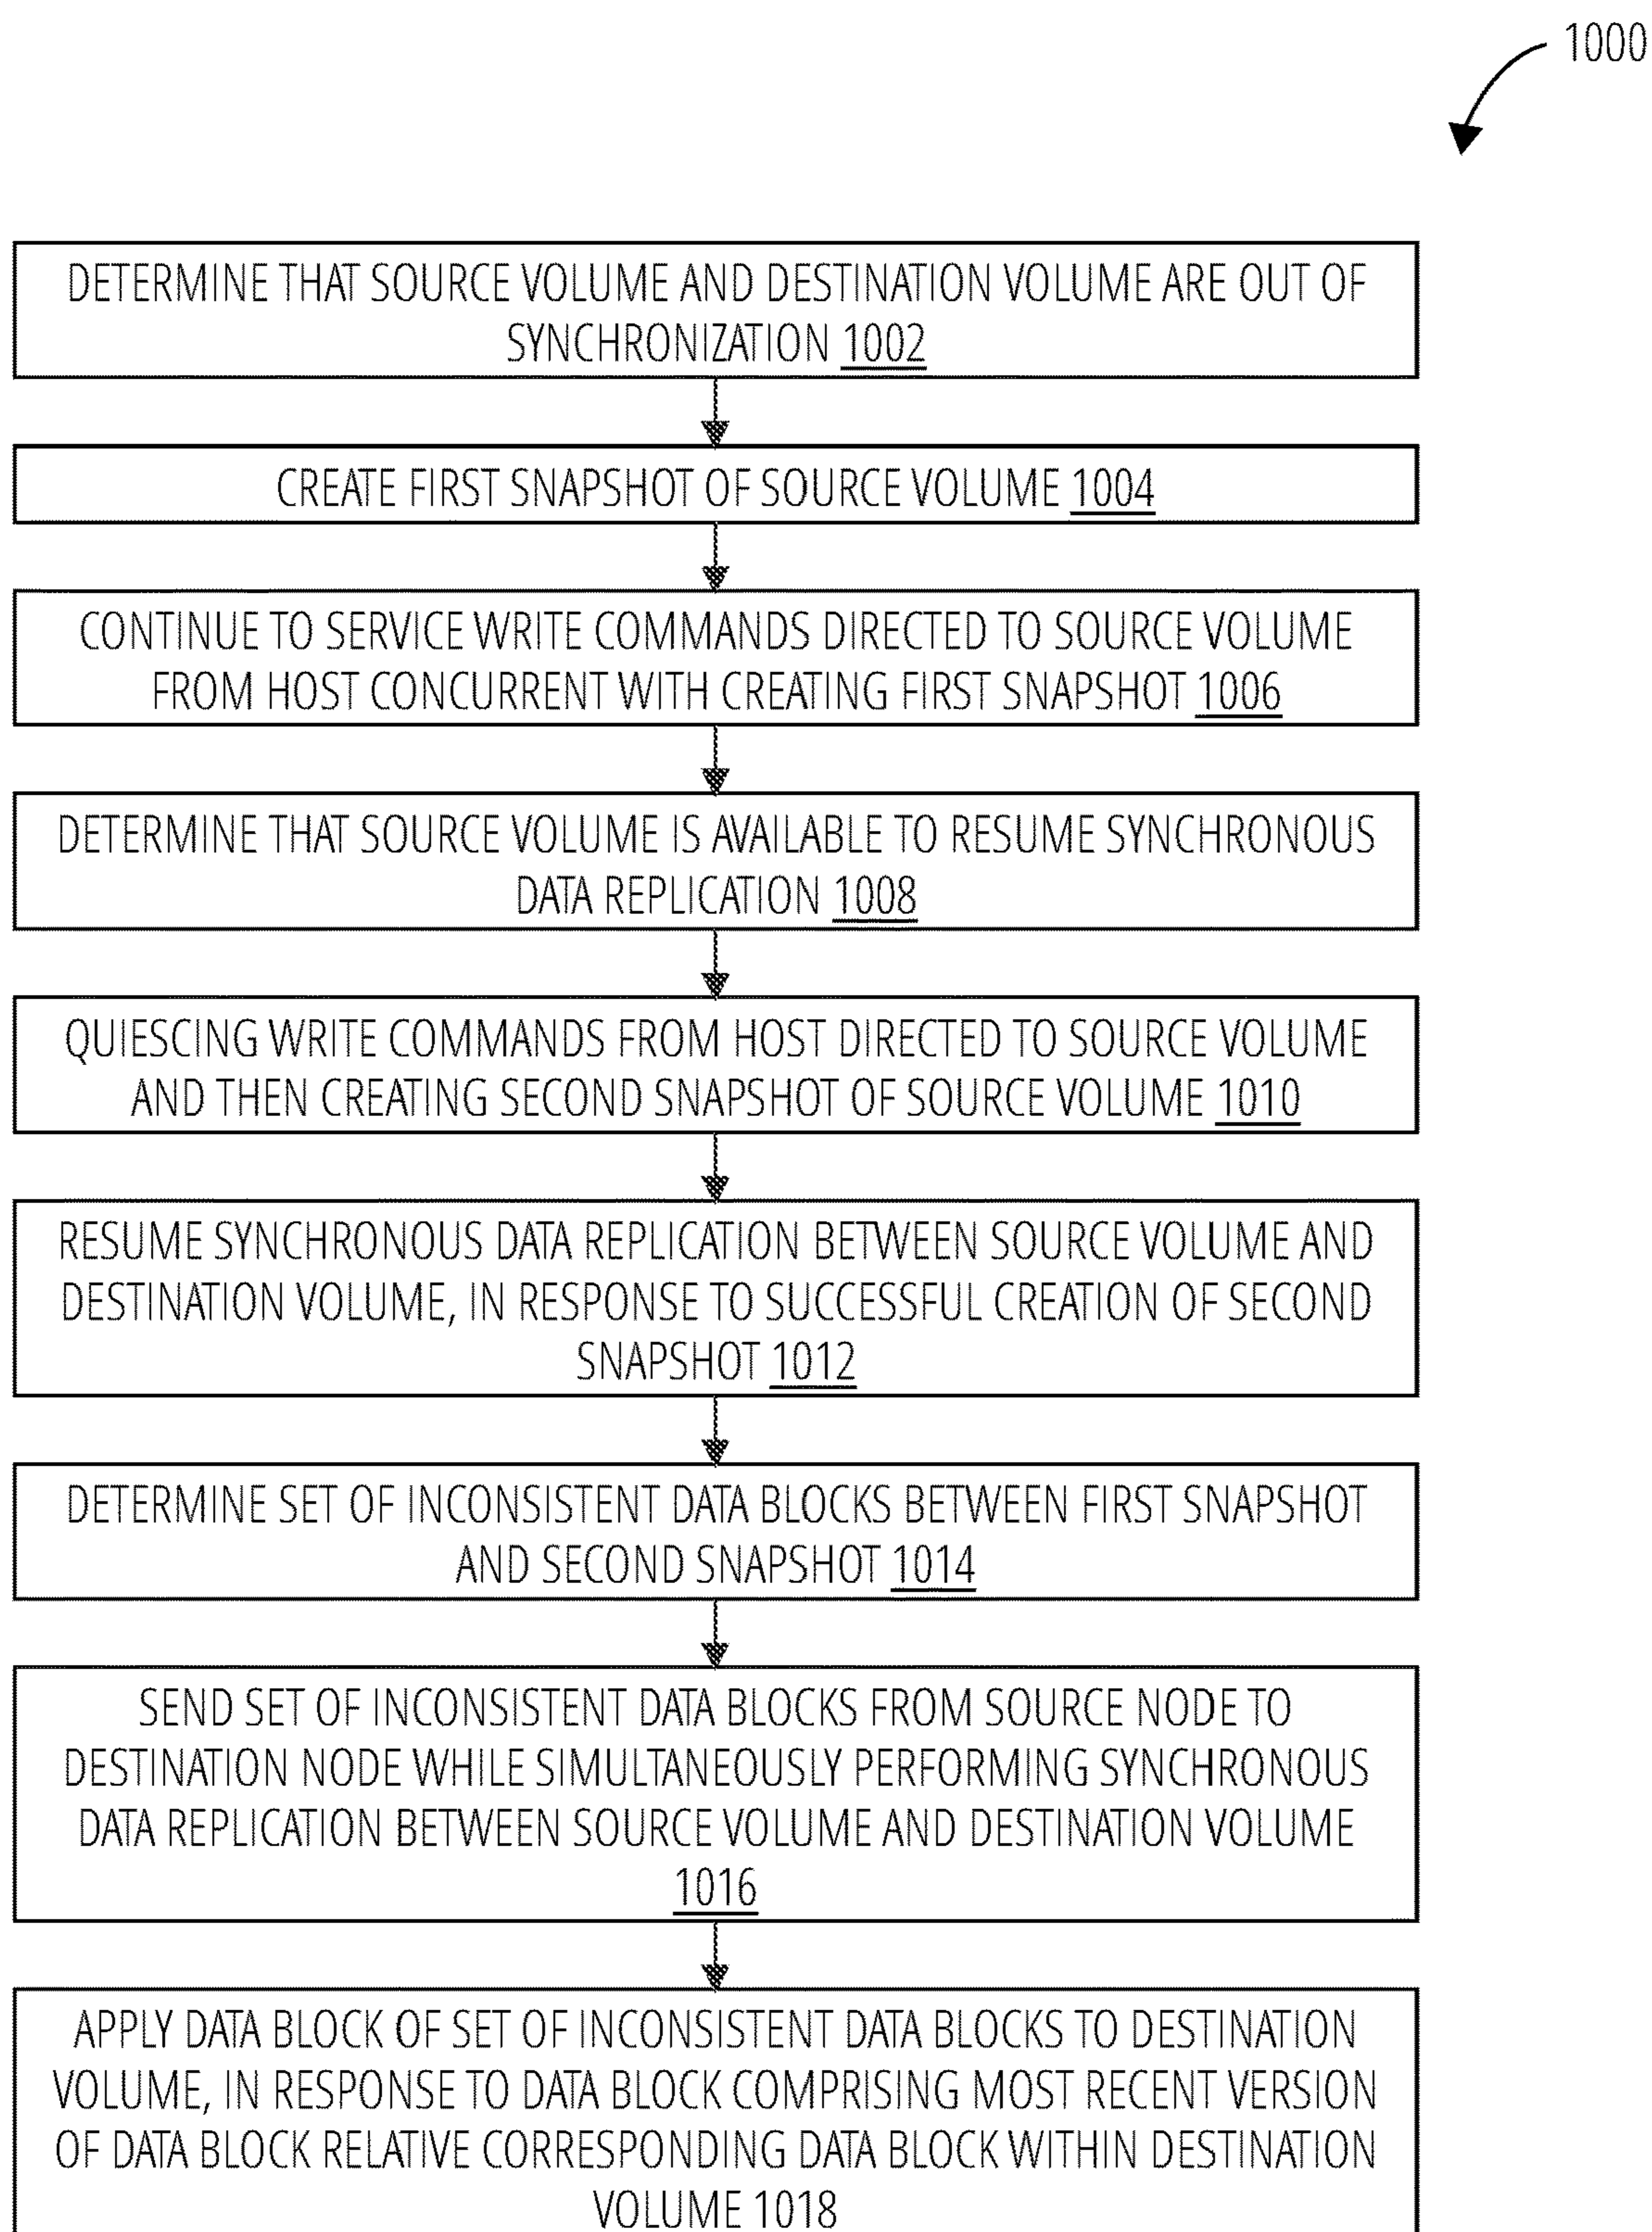 1000
DETERMINE THAT SOURCE VOLUME AND DESTINATION VOLUME ARE OUT OF
SYNCHRONIZATION 1002
CREATE FIRST SNAPSHOT OF SOURCE VOLUME 1004
CONTINUE TO SERVICE WRITE COMMANDS DIRECTED TO SOURCE VOLUME
FROM HOST CONCURRENT WITH CREATING FIRST SNAPSHOT 1006
DETERMINE THAT SOURCE VOLUME IS AVAILABLE TO RESUME SYNCHRONOUS
DATA REPLICATION 1008
QUIESCING WRITE COMMANDS FROM HOST DIRECTED TO SOURCE VOLUME
AND THEN CREATING SECOND SNAPSHOT OF SOURCE VOLUME 1010
RESUME SYNCHRONOUS DATA REPLICATION BETWEEN SOURCE VOLUME AND
DESTINATION VOLUME, IN RESPONSE TO SUCCESSFUL CREATION OF SECOND
SNAPSHOT 1012
DETERMINE SET OF INCONSISTENT DATA BLOCKS BETWEEN FIRST SNAPSHOT
AND SECOND SNAPSHOT 1014
SEND SET OF INCONSISTENT DATA BLOCKS FROM SOURCE NODE TO
DESTINATION NODE WHILE SIMULTANEOUSLY PERFORMING SYNCHRONOUS
DATA REPLICATION BETWEEN SOURCE VOLUME AND DESTINATION VOLUME
1016
APPLY DATA BLOCK OF SET OF INCONSISTENT DATA BLOCKS TO DESTINATION
VOLUME, IN RESPONSE TO DATA BLOCK COMPRISING MOST RECENT VERSION
OF DATA BLOCK RELATIVE CORRESPONDING DATA BLOCK WITHIN DESTINATION
VOLUME 1018